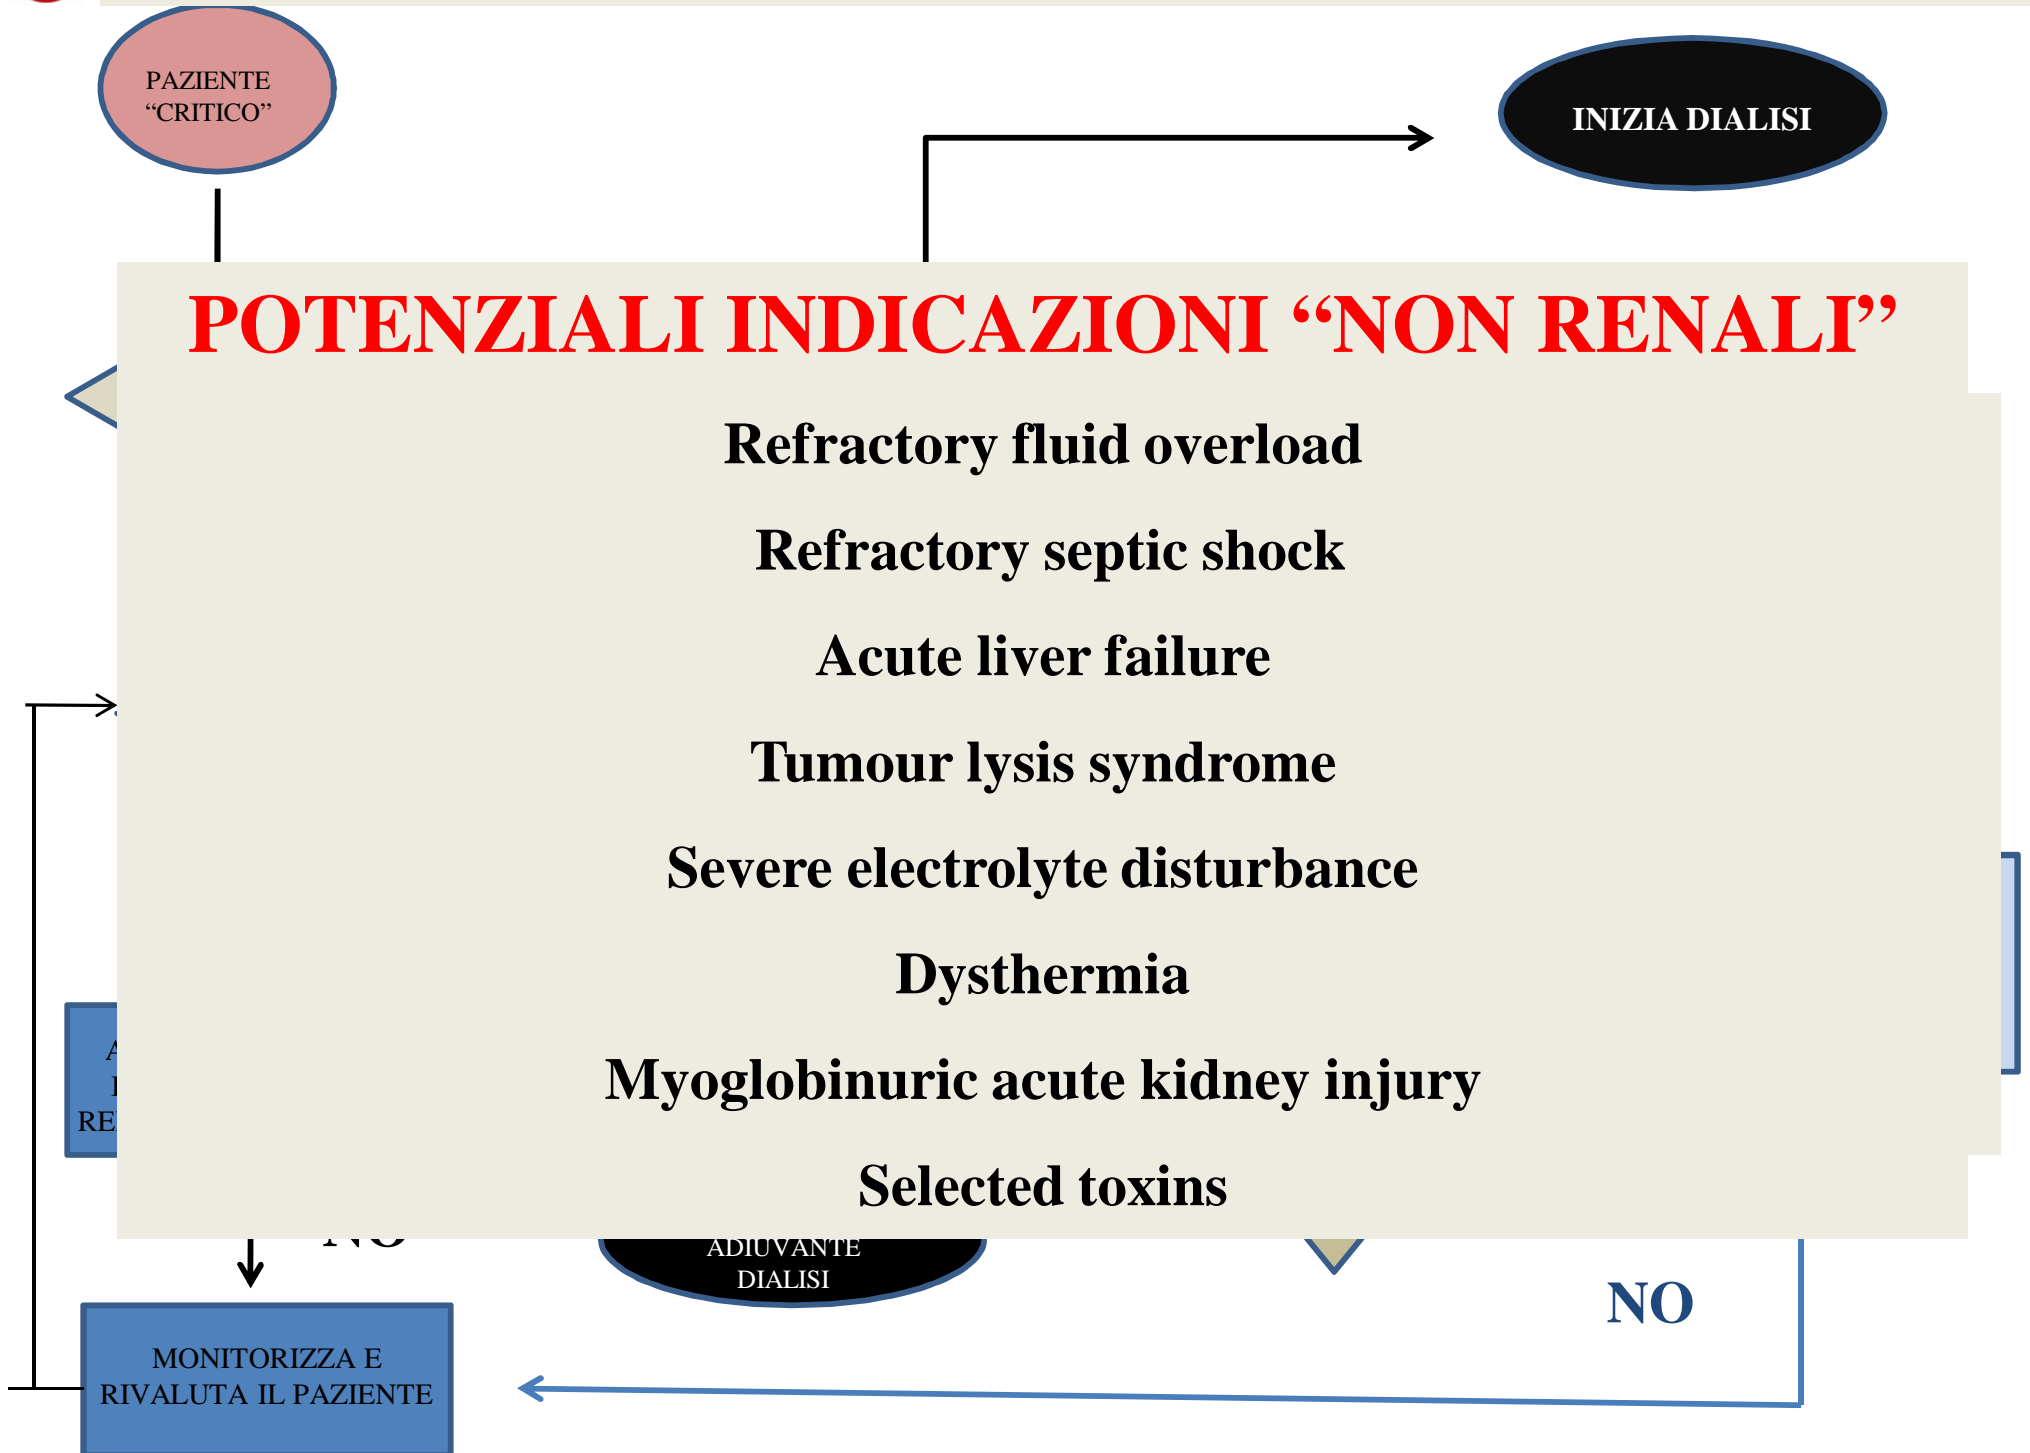 PAZIENTE
“CRITICO”
INIZIA DIALISI
POTENZIALI INDICAZIONI “NON RENALI”
Refractory fluid overload
Refractory septic shock
Acute liver failure
Tumour lysis syndrome
Severe electrolyte disturbance
Dysthermia
Myoglobinuric acute kidney injury
Selected toxins
NO
ADIUVANTE
DIALISI
NO
MONITORIZZA E
RIVALUTA IL PAZIENTE